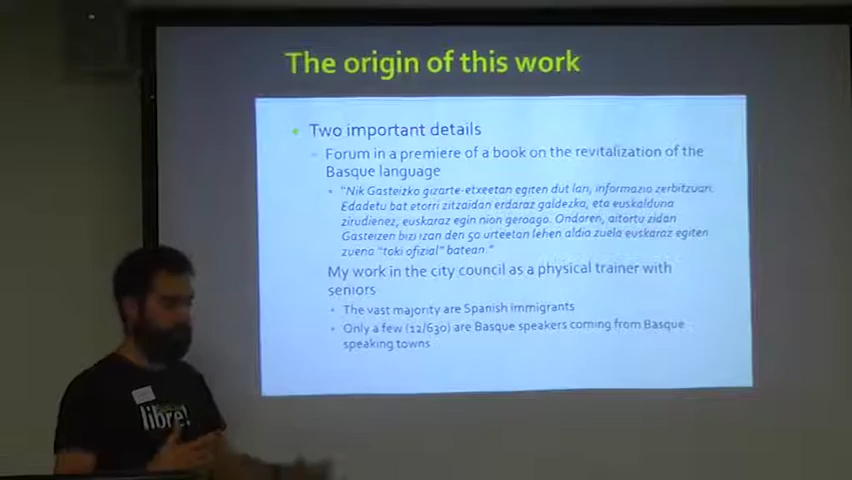 The origin of this work
Two important details
Forum in a premiere of a book on the revitalization of the
Basque language
"Nik Gasteizko gizarte-etxeetan egiten dut lan, informazio zerbitzuan.
Edadetu bat etorri zitzaidan erdaraz galdezka, eta euskalduna
zirudienez, euskaraz egin nion geroago. Ondoren, aitortu zidan
Gasteizen bizi izan den 50 urteetan lehen aldia zuela euskaraz egiten
zuena "toki ofizial" batean."
My work in the city council as a physical trainer with
seniors
The vast majority are Spanish immigrants
Only a few (12/630) are Basque speakers coming from Basque
speaking towns
libre!